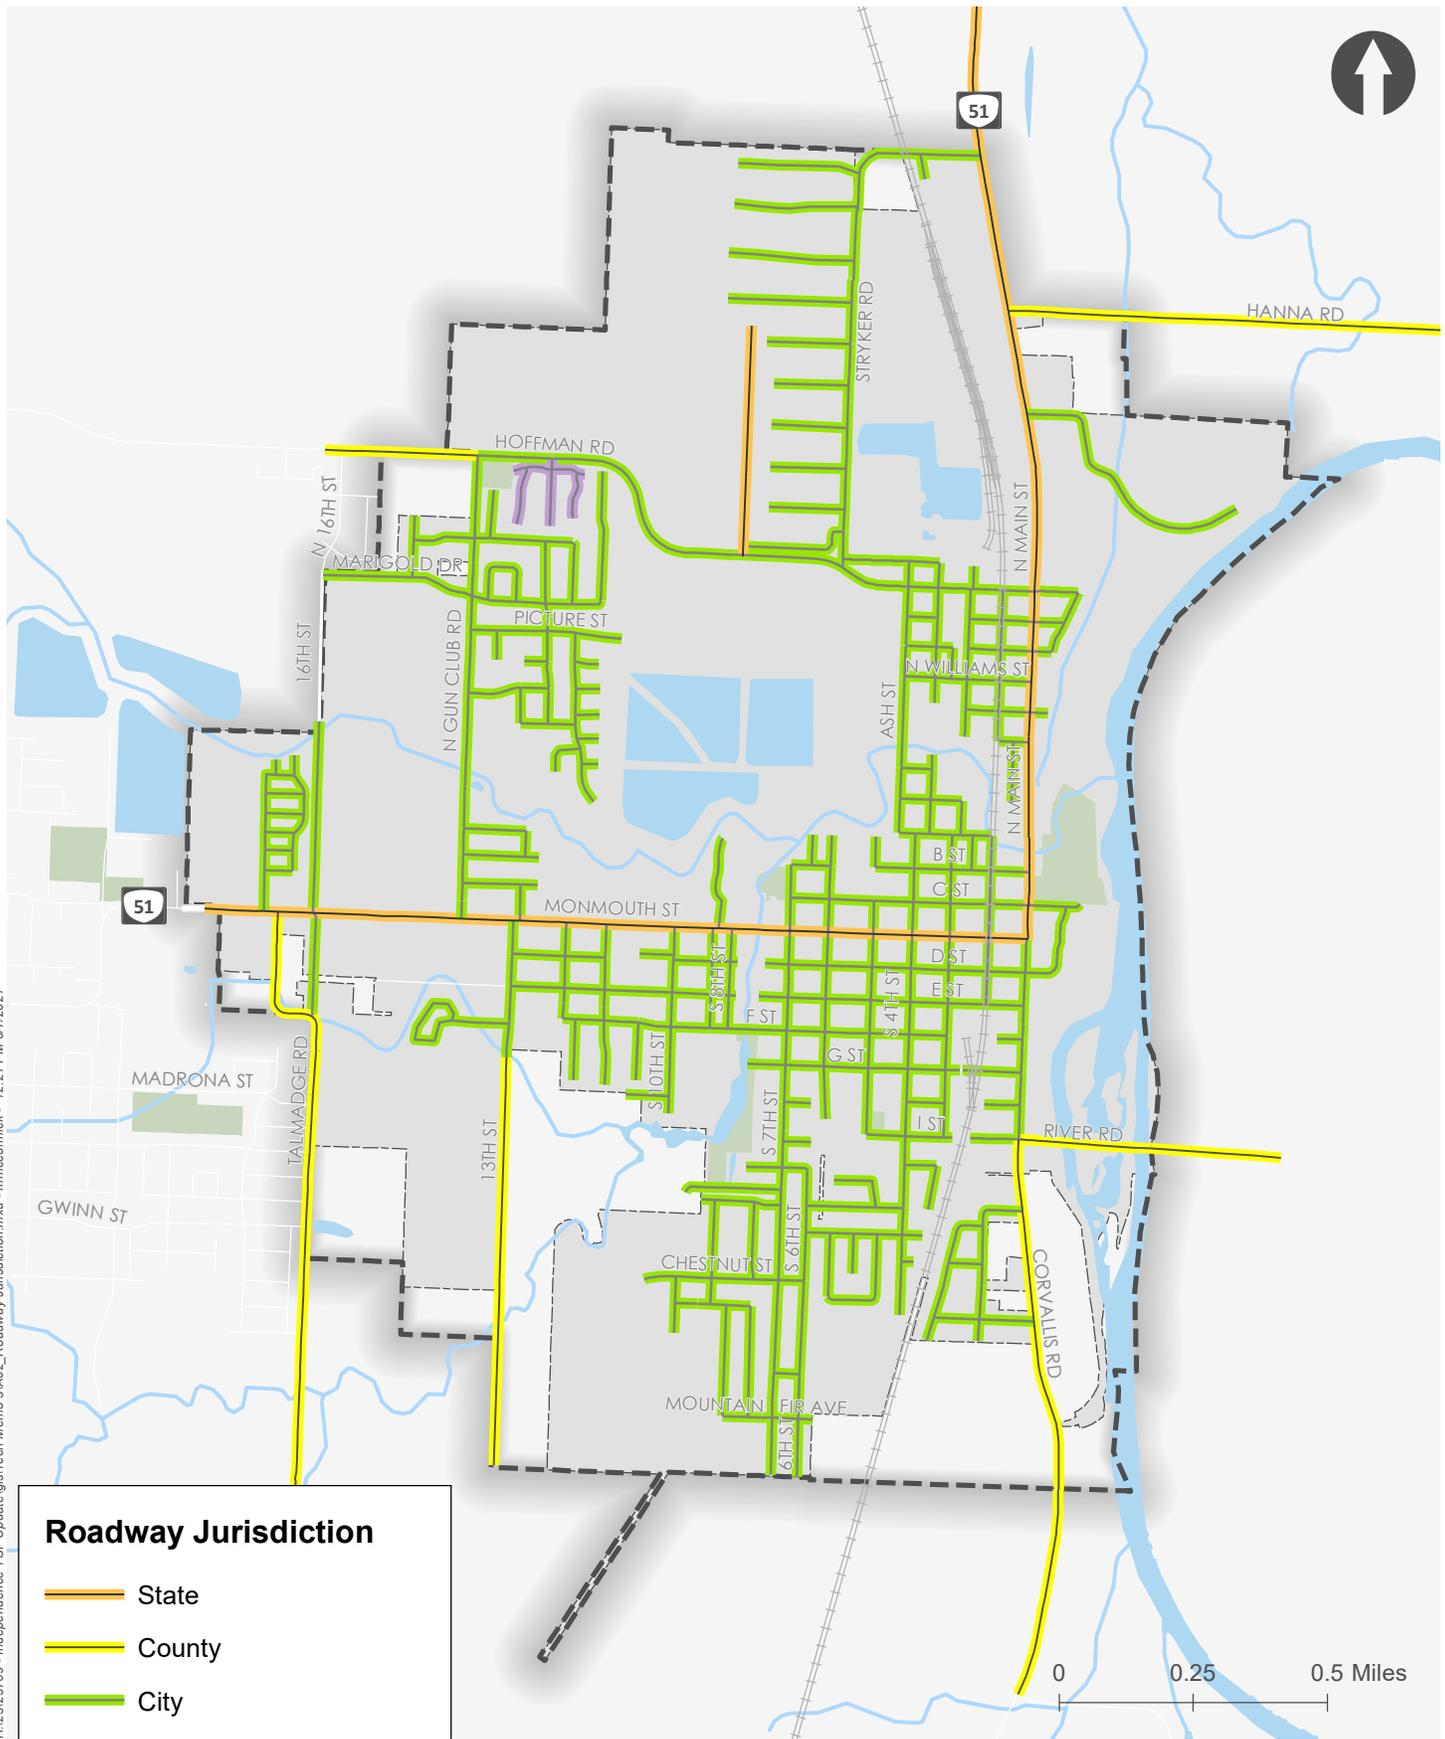 51
HANNA RD
STRYKER RD
HOFFMAN RD
N 16TH ST
N MAIN ST
MARIGOLD DR
PICTURE ST
16TH ST
N GUN CLUB RD
N WILLIAMS ST
ASH ST
N MAIN ST
B ST
C ST
51
MONMOUTH ST
D ST
S 8TH ST
E ST
S 4TH ST
F ST
G ST
S 10TH ST
TALMADGE RD
MADRONA ST
S 7TH ST
I ST
RIVER RD
13TH ST
GWINN ST
S 6TH ST
CHESTNUT ST
CORVALLIS RD
MOUNTAIN FIR AVE
6TH ST
Roadway Jurisdiction
State
County
City
0 0.25 0.5 Miles